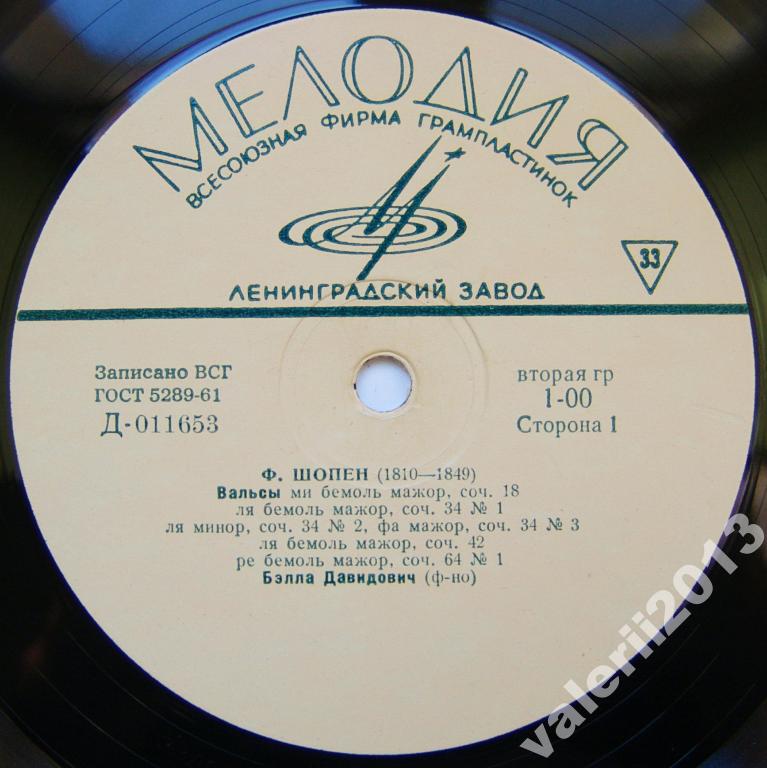 МЕЛОДИЯ
ВСЕСОЮЗНАЯ ФИРМА ГРАМПЛАСТИНОК
33
ЛЕНИНГРАДСКИЙ ЗАВОД
Записано ВСГ
ГОСТ 5289-61
Д-011653
вторая гр
1-00
Сторона 1
Ф. ШОПЕН (1810—1849)
Вальсы ми бемоль мажор, соч. 18
ля бемоль мажор, соч. 34 № 1
ля минор, соч. 34 № 2, фа мажор, соч. 34 № 3
ля бемоль мажор, соч. 42
ре бемоль мажор, соч. 64 № 1
Бэлла Давидович (ф-но)
valerii2013